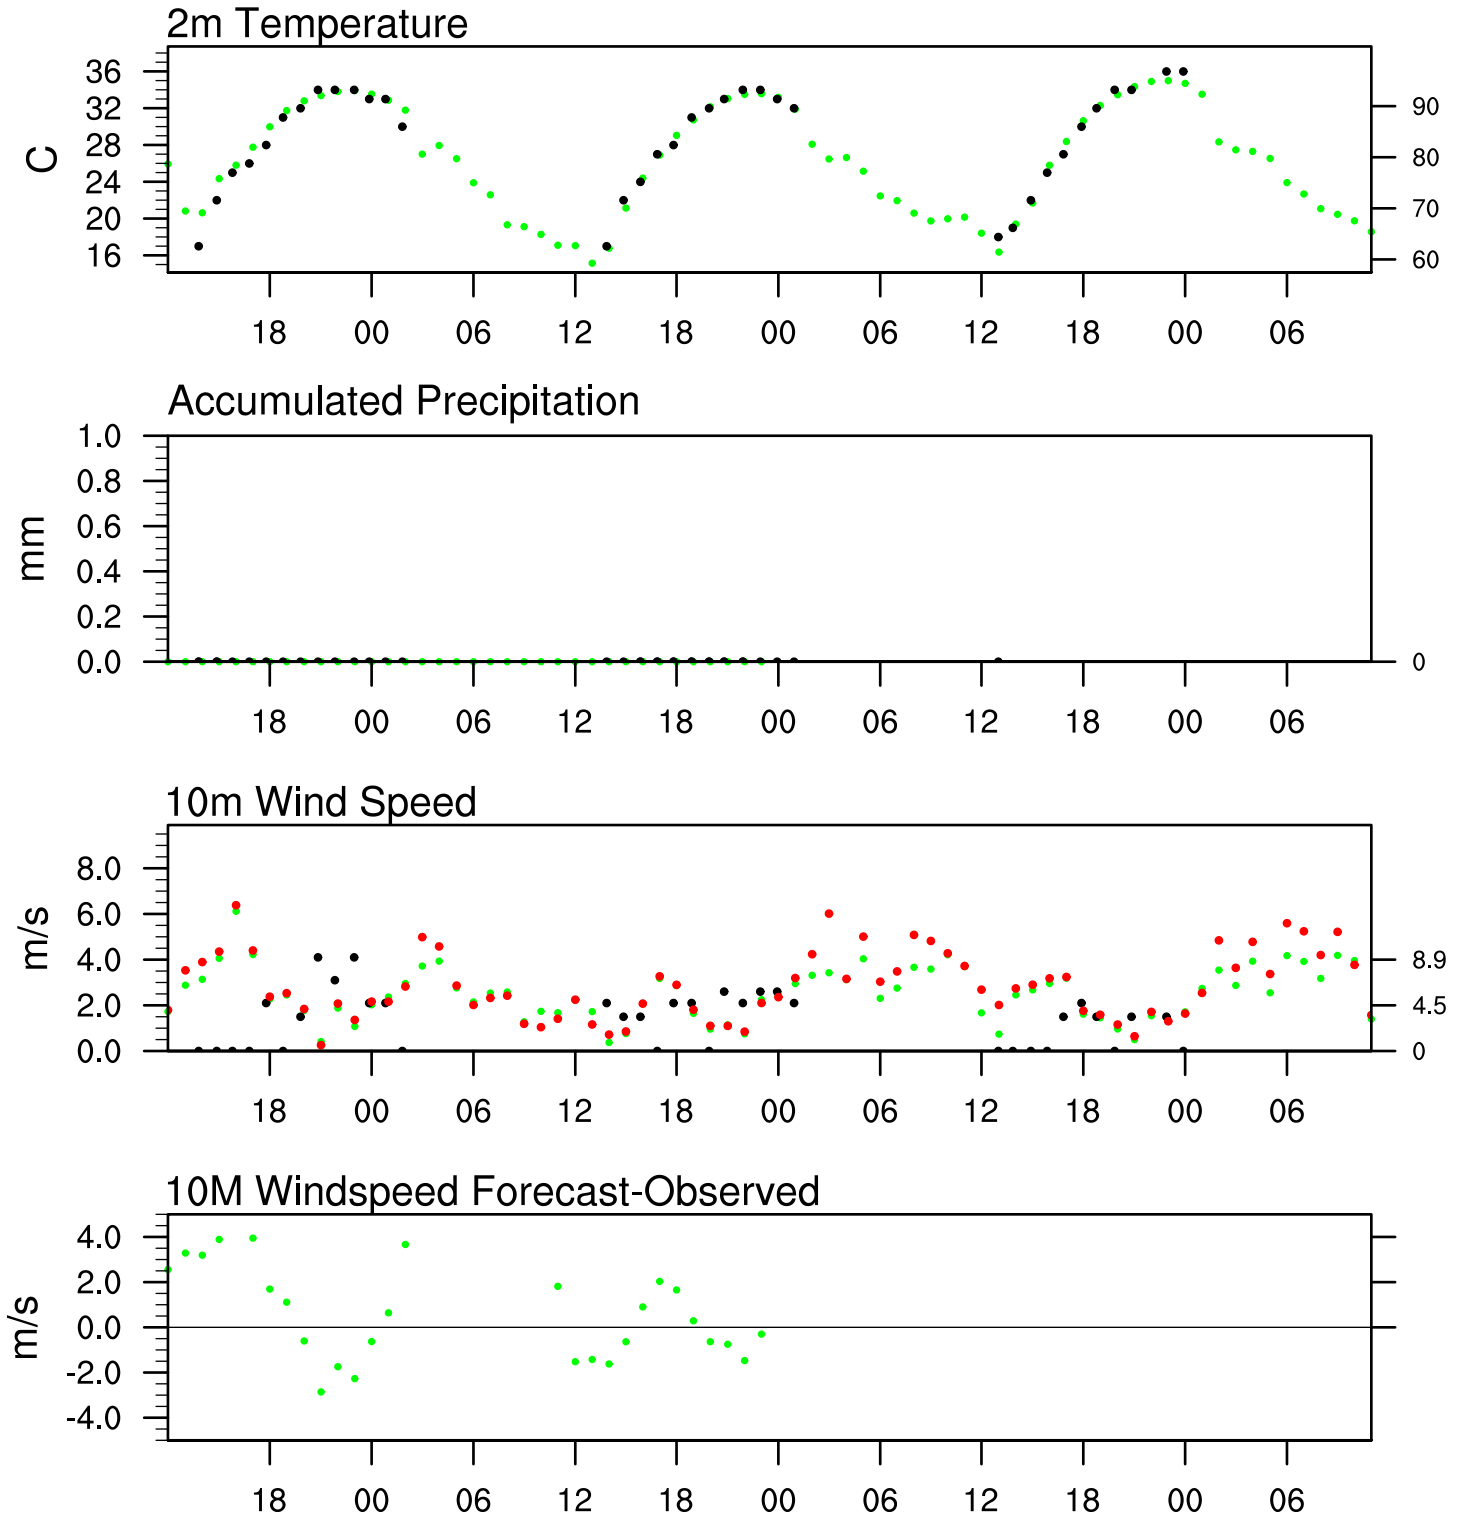 2m Temperature
36
32
28
24
20
16
C
90
80
70
60
18 00 06 12 18 00 06 12 18 00 06
Accumulated Precipitation
1.0
0.8
0.6
0.4
0.2
0.0
mm
0
18 00 06 12 18 00 06 12 18 00 06
10m Wind Speed
8.0
6.0
4.0
2.0
0.0
m/s
8.9
4.5
0
18 00 06 12 18 00 06 12 18 00 06
10M Windspeed Forecast-Observed
4.0
2.0
0.0
-2.0
-4.0
m/s
18 00 06 12 18 00 06 12 18 00 06